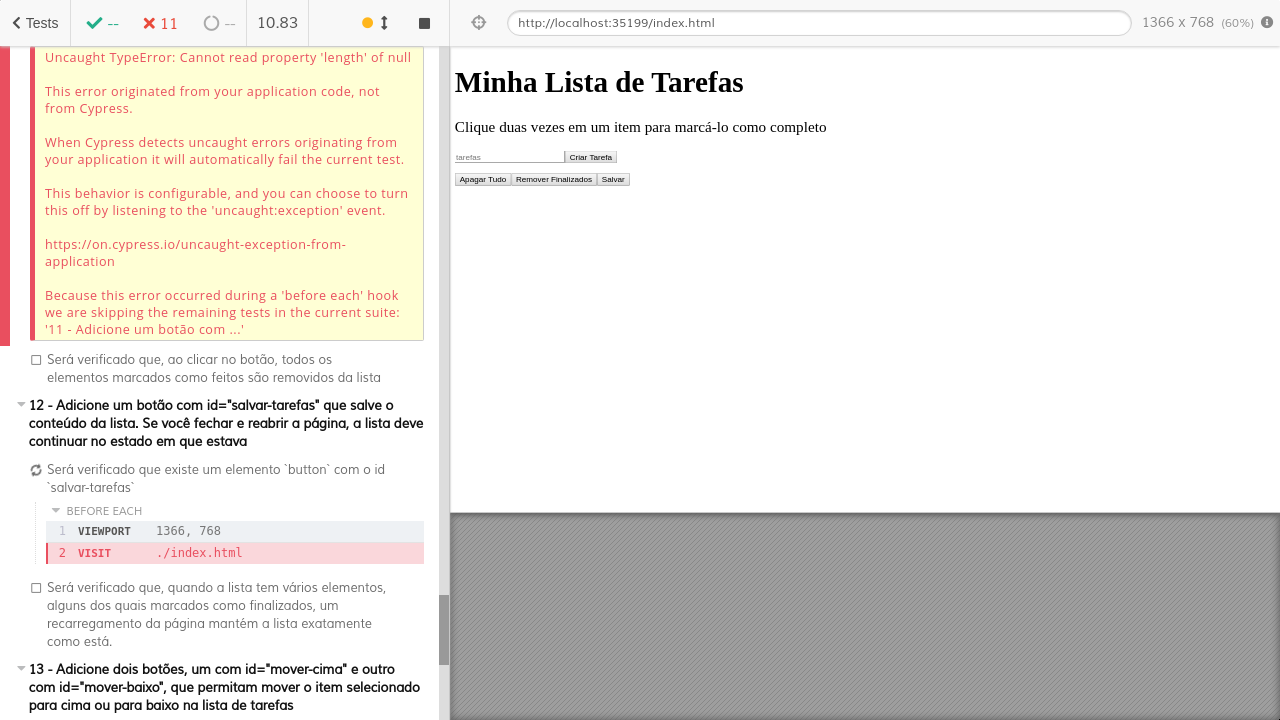 Tests
--
11
--
10.83
http://localhost:35199/index.html
1366 x 768 (60%)
Uncaught TypeError: Cannot read property 'length' of null
This error originated from your application code, not
from Cypress.
When Cypress detects uncaught errors originating from
your application it will automatically fail the current test.
This behavior is configurable, and you can choose to turn
this off by listening to the 'uncaught:exception' event.
https://on.cypress.io/uncaught-exception-from-
application
Because this error occurred during a 'before each' hook
we are skipping the remaining tests in the current suite:
'11 - Adicione um botão com ...'
Será verificado que, ao clicar no botão, todos os
elementos marcados como feitos são removidos da lista
12 - Adicione um botão com id="salvar-tarefas" que salve o
conteúdo da lista. Se você fechar e reabrir a página, a lista deve
continuar no estado em que estava
Será verificado que existe um elemento `button` com o id
`salvar-tarefas`
BEFORE EACH
1 VIEWPORT 1366, 768
2 VISIT ./index.html
Será verificado que, quando a lista tem vários elementos,
alguns dos quais marcados como finalizados, um
recarregamento da página mantém a lista exatamente
como está.
13 - Adicione dois botões, um com id="mover-cima" e outro
com id="mover-baixo", que permitam mover o item selecionado
para cima ou para baixo na lista de tarefas
Minha Lista de Tarefas
Clique duas vezes em um item para marcá-lo como completo
tarefas Criar Tarefa
Apagar Tudo Remover Finalizados Salvar